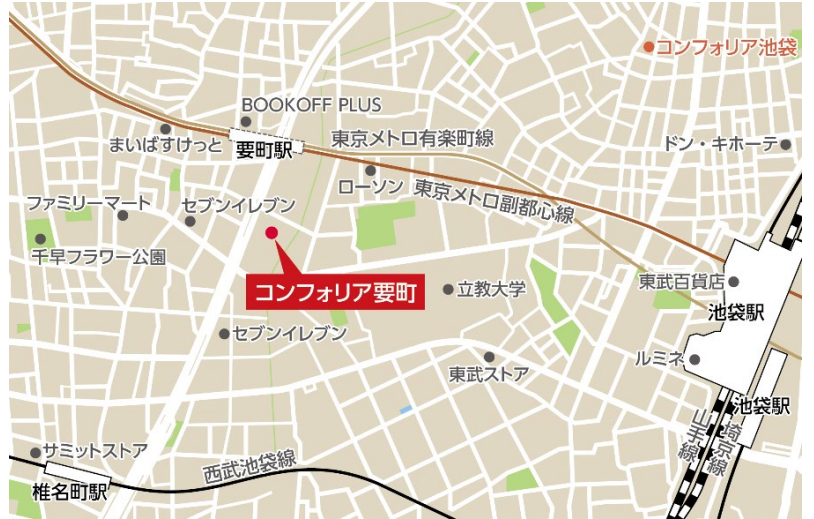 コンフォリア池袋
BOOKOFF PLUS
まいばすけっと
要町駅
東京メトロ有楽町線
ドン・キホーテ
ローソン
東京メトロ副都心線
ファミリーマート
セブンイレブン
千早フラワー公園
コンフォリア要町
立教大学
東武百貨店
池袋駅
セブンイレブン
東武ストア
ルミネ
池袋駅
山手線
埼京線
サミットストア
西武池袋線
椎名町駅